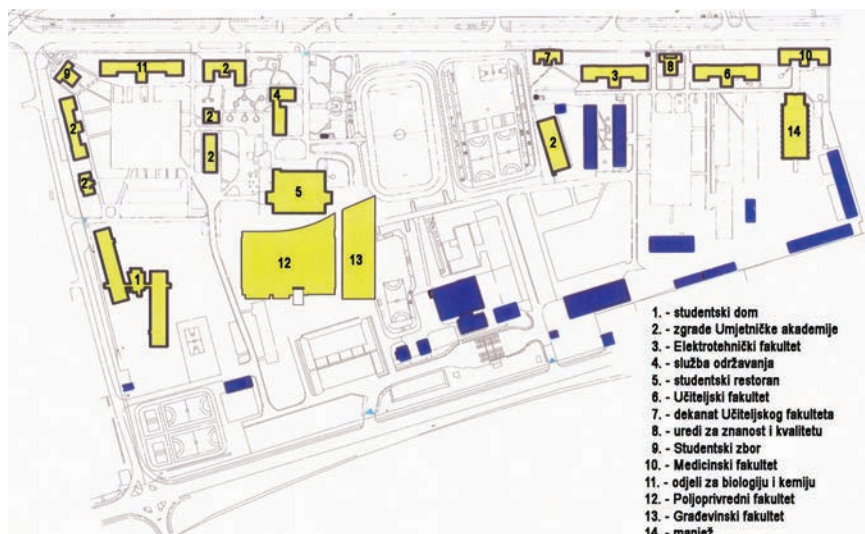 9
11
2
4
7
3
8
6
10
2
2
2
2
14
2
5
12
13
1
1. - studentski dom
2. - zgrade Umjetničke akademije
3. - Elektrotehnički fakultet
4. - služba održavanja
5. - studentski restoran
6. - Učiteljski fakultet
7. - dekanat Učiteljskog fakulteta
8. - uredi za znanost i kvalitetu
9. - Studentski zbor
10. - Medicinski fakultet
11. - odjeli za biologiju i kemiju
12. - Poljoprivredni fakultet
13. - Građevinski fakultet
14. - manjež